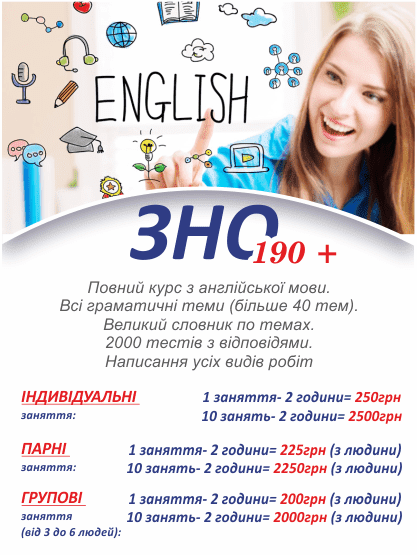 ENGLISH
ЗНО 190 +
Повний курс з англійської мови.
Всі граматичні теми (більше 40 тем).
Великий словник по темах.
2000 тестів з відповідями.
Написання усіх видів робіт
ІНДИВІДУАЛЬНІ 1 заняття- 2 години= 250грн
заняття: 10 занять- 2 години= 2500грн
ПАРНІ 1 заняття- 2 години= 225грн (з людини)
заняття: 10 занять- 2 години= 2250грн (з людини)
ГРУПОВІ 1 заняття- 2 години= 200грн (з людини)
заняття 10 занять- 2 години= 2000грн (з людини)
(від 3 до 6 людей):